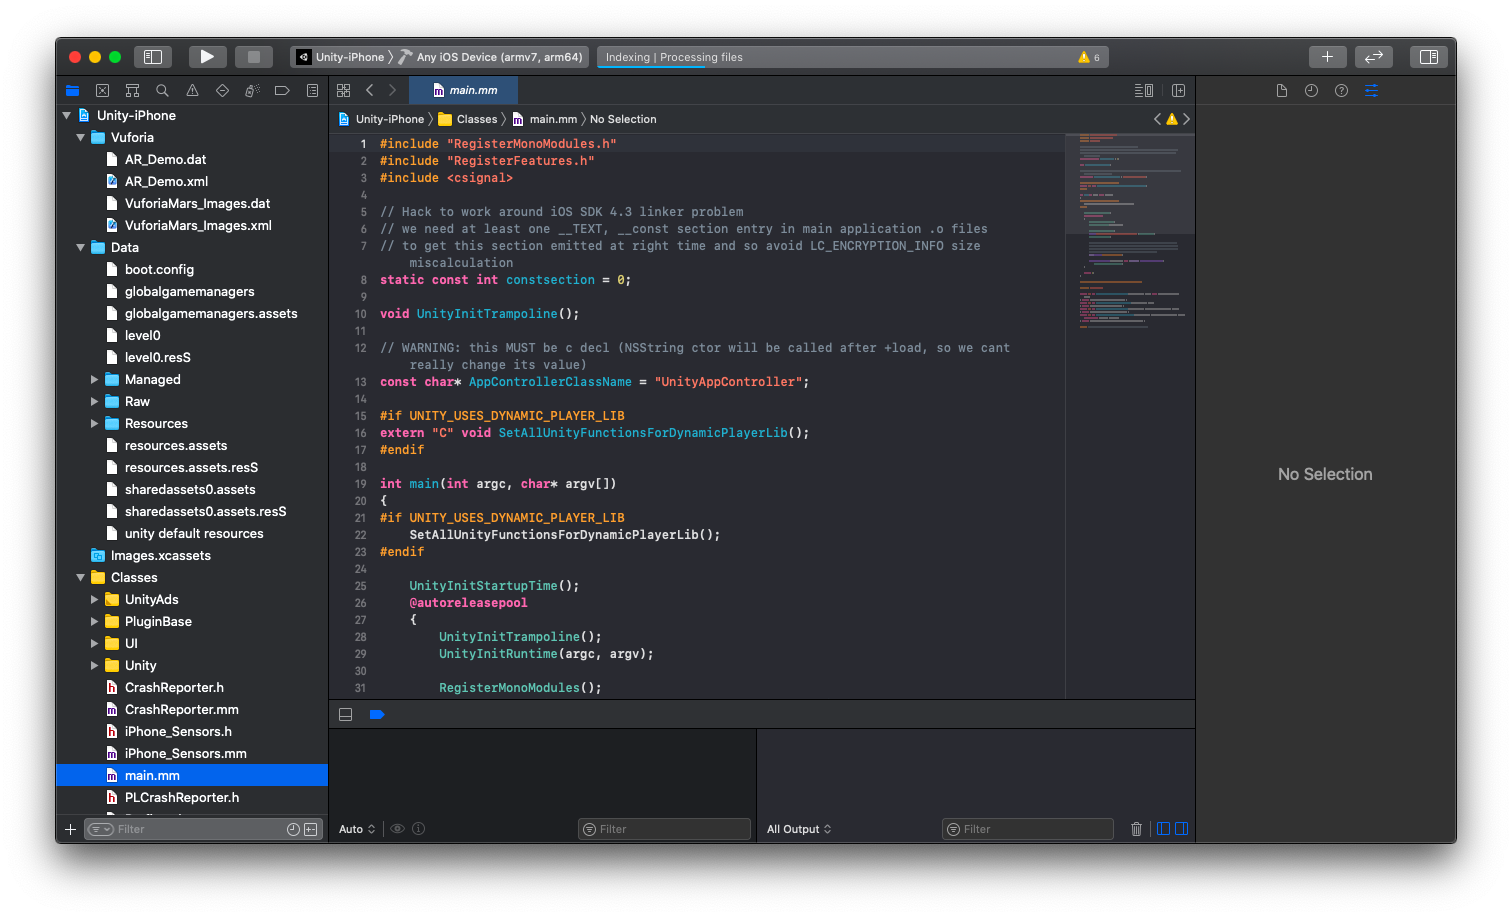 Unity-iPhone
Any iOS Device (armv7, arm64)
Indexing | Processing files
6
Unity-iPhone
Vuforia
AR_Demo.dat
AR_Demo.xml
VuforiaMars_Images.dat
VuforiaMars_Images.xml
Data
boot.config
globalgamemanagers
globalgamemanagers.assets
level0
level0.resS
Managed
Raw
Resources
resources.assets
resources.assets.resS
sharedassets0.assets
sharedassets0.assets.resS
unity default resources
Images.xcassets
Classes
UnityAds
PluginBase
UI
Unity
CrashReporter.h
CrashReporter.mm
iPhone_Sensors.h
iPhone_Sensors.mm
main.mm
PLCrashReporter.h
Filter
main.mm
Unity-iPhone
Classes
main.mm
No Selection
1 #include "RegisterMonoModules.h"
2 #include "RegisterFeatures.h"
3 #include <csignal>
4
5 // Hack to work around iOS SDK 4.3 linker problem
6 // we need at least one __TEXT, __const section entry in main application .o files
7 // to get this section emitted at right time and so avoid LC_ENCRYPTION_INFO size
miscalculation
8 static const int constsection = 0;
9
10 void UnityInitTrampoline();
11
12 // WARNING: this MUST be c decl (NSString ctor will be called after +load, so we cant
really change its value)
13 const char* AppControllerClassName = "UnityAppController";
14
15 #if UNITY_USES_DYNAMIC_PLAYER_LIB
16 extern "C" void SetAllUnityFunctionsForDynamicPlayerLib();
17 #endif
18
19 int main(int argc, char* argv[])
20 {
21 #if UNITY_USES_DYNAMIC_PLAYER_LIB
22 SetAllUnityFunctionsForDynamicPlayerLib();
23 #endif
24
25 UnityInitStartupTime();
26 @autoreleasepool
27 {
28 UnityInitTrampoline();
29 UnityInitRuntime(argc, argv);
30
31 RegisterMonoModules();
Auto
Filter
All Output
Filter
No Selection